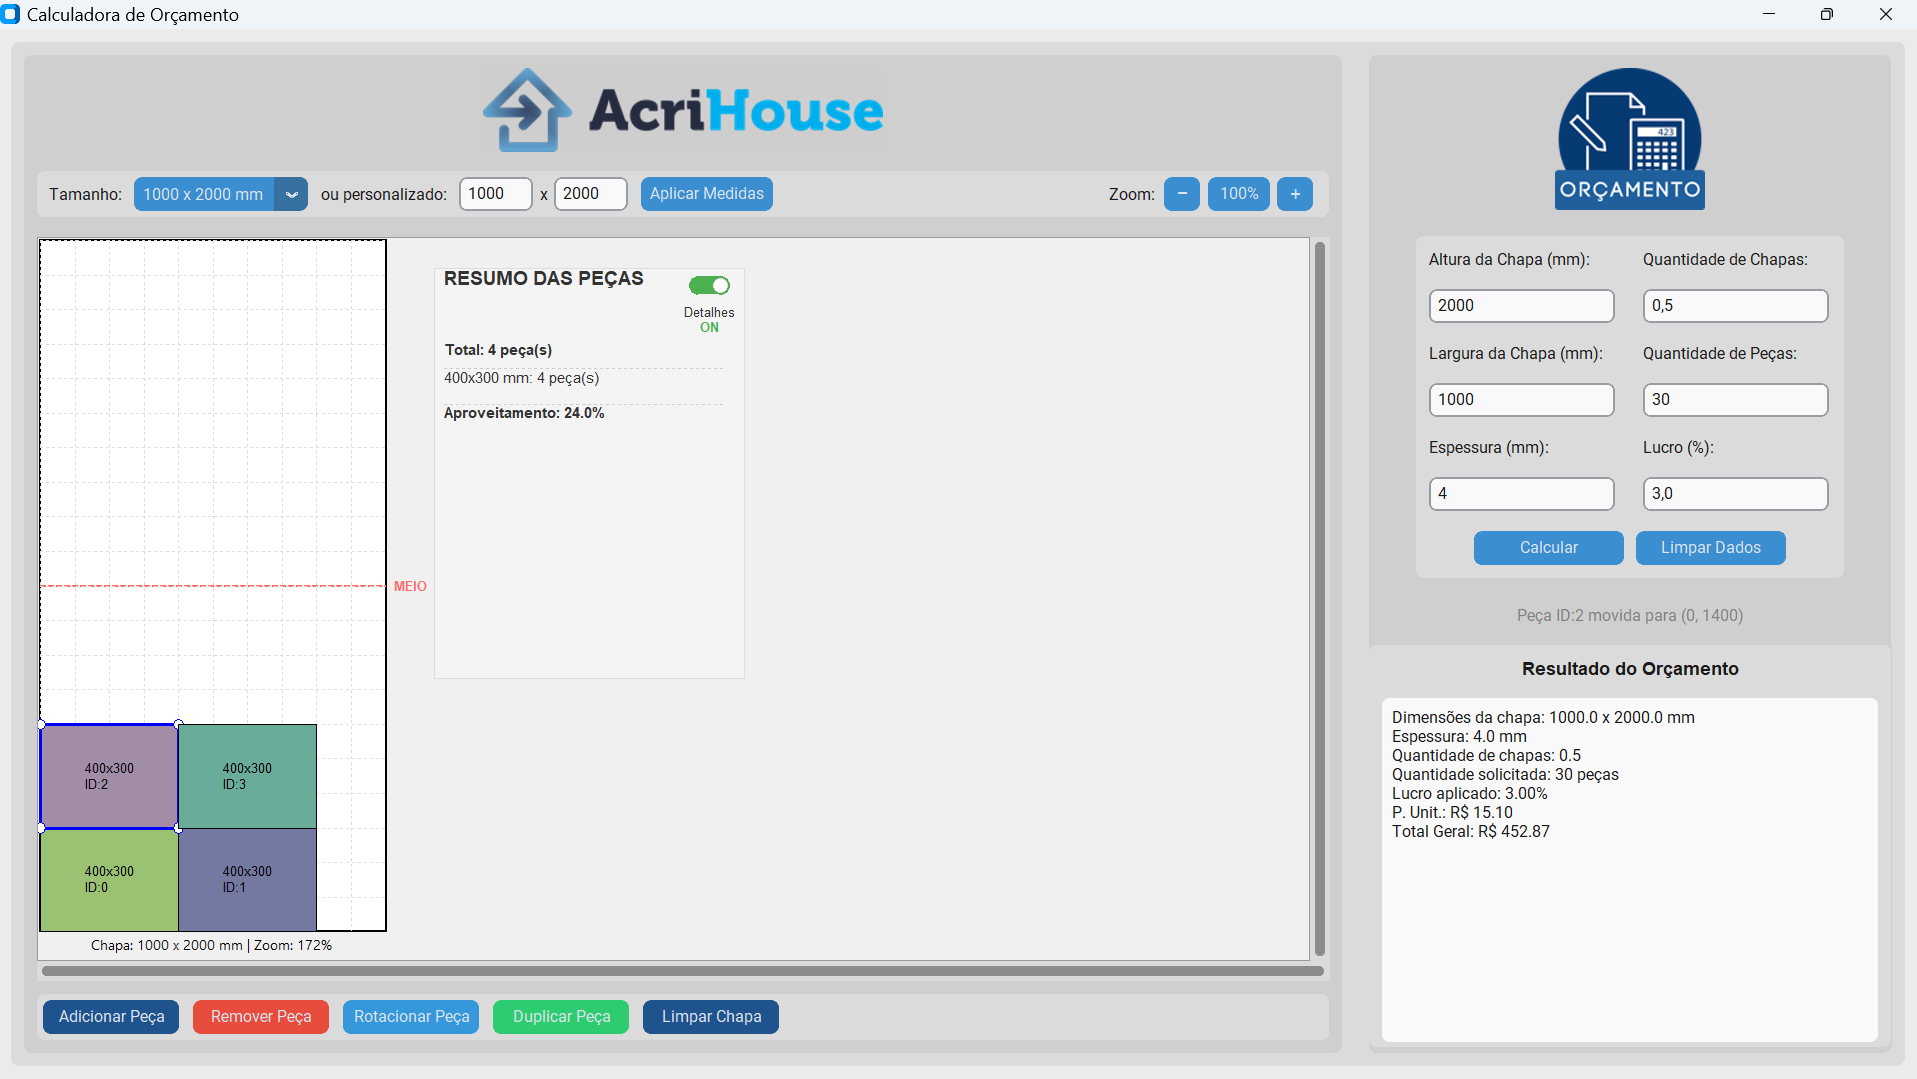 Calculadora de Orçamento
AcriHouse
Tamanho: 1000 x 2000 mm ou personalizado: 1000 x 2000 Aplicar Medidas Zoom: − 100% +
RESUMO DAS PEÇAS
Detalhes
ON
Total: 4 peça(s)
400x300 mm: 4 peça(s)
Aproveitamento: 24.0%
MEIO
400x300
ID:2
400x300
ID:3
400x300
ID:0
400x300
ID:1
Chapa: 1000 x 2000 mm | Zoom: 172%
Adicionar Peça Remover Peça Rotacionar Peça Duplicar Peça Limpar Chapa
423
ORÇAMENTO
Altura da Chapa (mm): Quantidade de Chapas:
2000 0,5
Largura da Chapa (mm): Quantidade de Peças:
1000 30
Espessura (mm): Lucro (%):
4 3,0
Calcular Limpar Dados
Peça ID:2 movida para (0, 1400)
Resultado do Orçamento
Dimensões da chapa: 1000.0 x 2000.0 mm
Espessura: 4.0 mm
Quantidade de chapas: 0.5
Quantidade solicitada: 30 peças
Lucro aplicado: 3.00%
P. Unit.: R$ 15.10
Total Geral: R$ 452.87